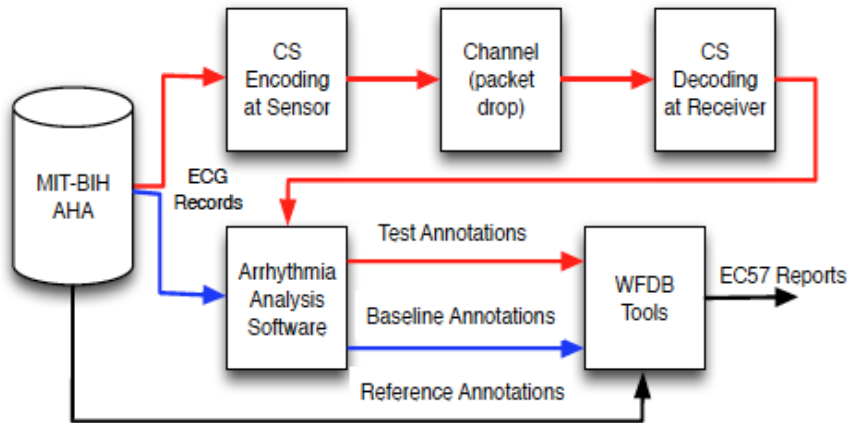 CS
Encoding
at Sensor
Channel
(packet
drop)
CS
Decoding
at Receiver
MIT-BIH
AHA
ECG
Records
Arrhythmia
Analysis
Software
Test Annotations
Baseline Annotations
Reference Annotations
WFDB
Tools
EC57 Reports